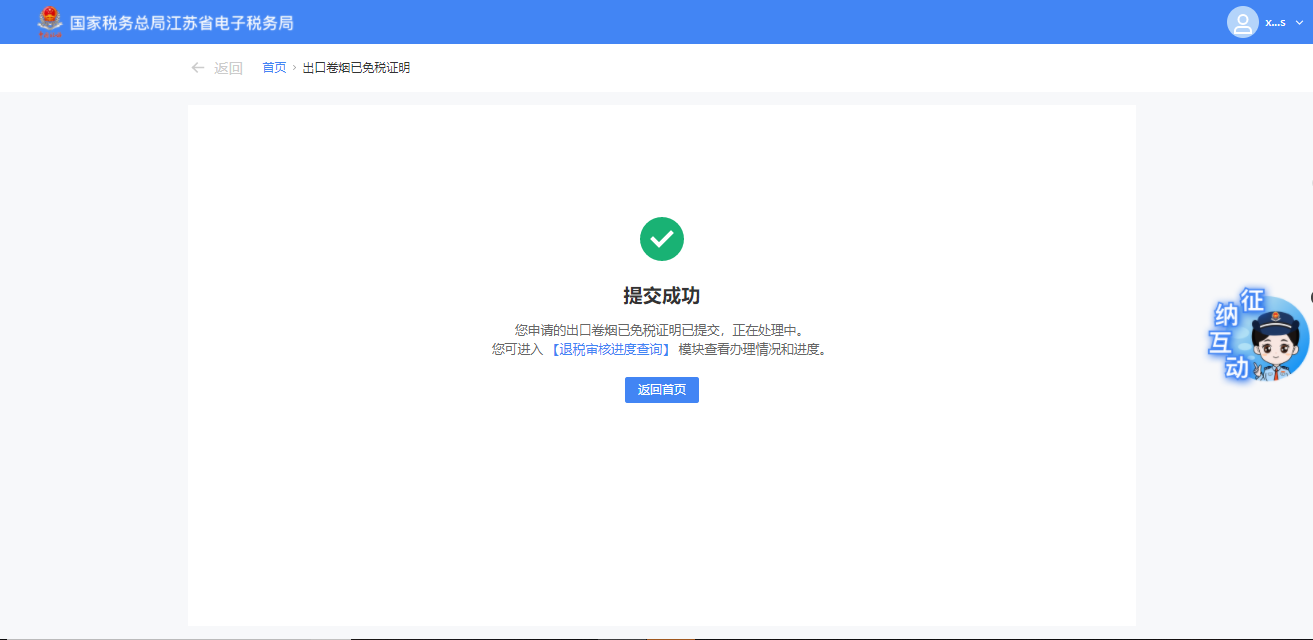 国家税务总局江苏省电子税务局
x...s
返回 首页 › 出口卷烟已免税证明
提交成功
您申请的出口卷烟已免税证明已提交，正在处理中。
您可进入【退税审核进度查询】模块查看办理情况和进度。
返回首页
征纳互动